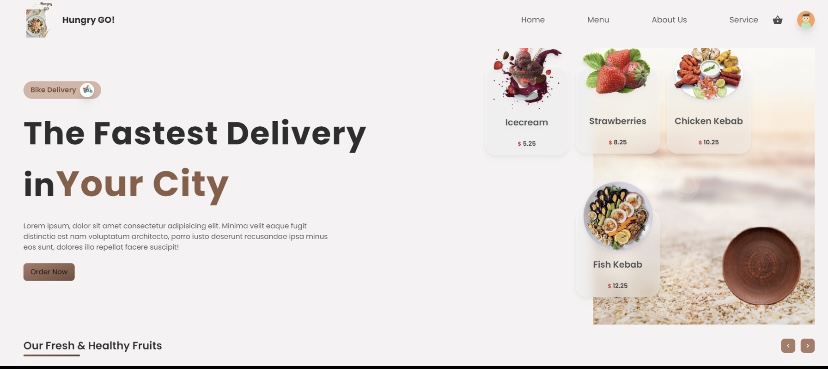 Hungry GO!
Home Menu About Us Service
Bike Delivery
The Fastest Delivery
inYour City
Lorem ipsum, dolor sit amet consectetur adipisicing elit. Minima velit eaque fugit
distinctio est nam voluptatum architecto, porro iusto deserunt recusandae ipsa minus
eos sunt, dolores illo repellat facere suscipit!
Order Now
Icecream
$ 5.25
Strawberries
$ 8.25
Chicken Kebab
$ 10.25
Fish Kebab
$ 12.25
Our Fresh & Healthy Fruits